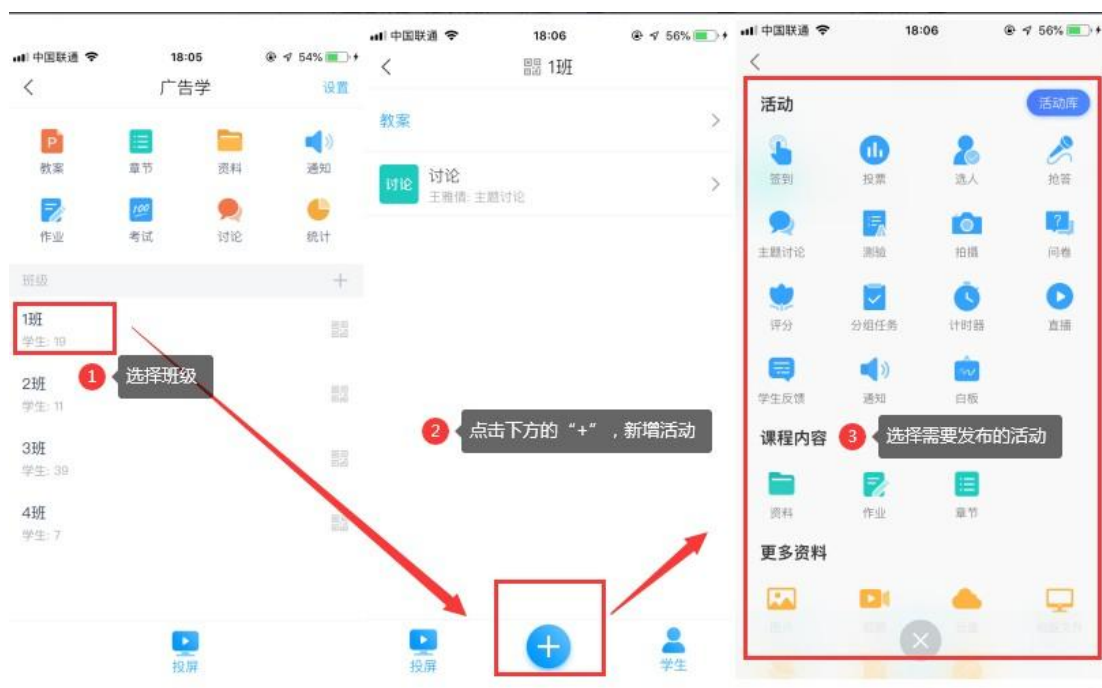 中国联通
18:05
54%
广告学
设置
教案
章节
资料
通知
作业
考试
讨论
统计
班级
1班
学生: 19
1
选择班级
2班
学生: 11
3班
学生: 39
4班
学生: 7
投屏
中国联通
18:06
56%
1班
教案
讨论
讨论
王雅倩: 主题讨论
2
点击下方的“+”，新增活动
投屏
学生
中国联通
18:06
56%
活动
活动库
签到
投票
选人
抢答
主题讨论
测验
拍摄
问卷
评分
分组任务
计时器
直播
学生反馈
通知
白板
课程内容
3
选择需要发布的活动
资料
作业
章节
更多资料